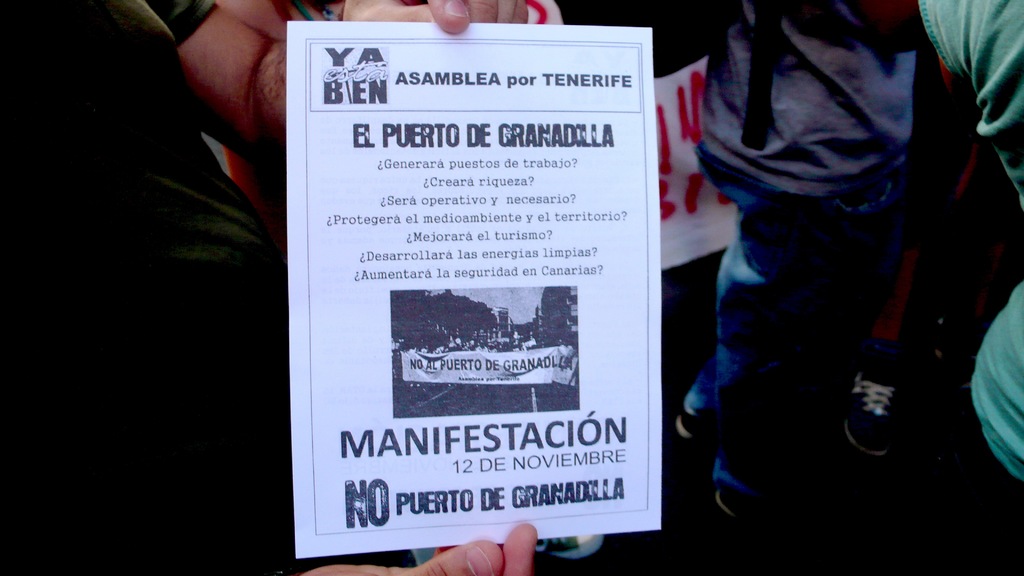 YA
está
BIEN
ASAMBLEA por TENERIFE
EL PUERTO DE GRANADILLA
¿Generará puestos de trabajo?
¿Creará riqueza?
¿Será operativo y necesario?
¿Protegerá el medioambiente y el territorio?
¿Mejorará el turismo?
¿Desarrollará las energías limpias?
¿Aumentará la seguridad en Canarias?
NO AL PUERTO DE GRANADILLA
Asamblea por Tenerife
MANIFESTACIÓN
12 DE NOVIEMBRE
NO PUERTO DE GRANADILLA